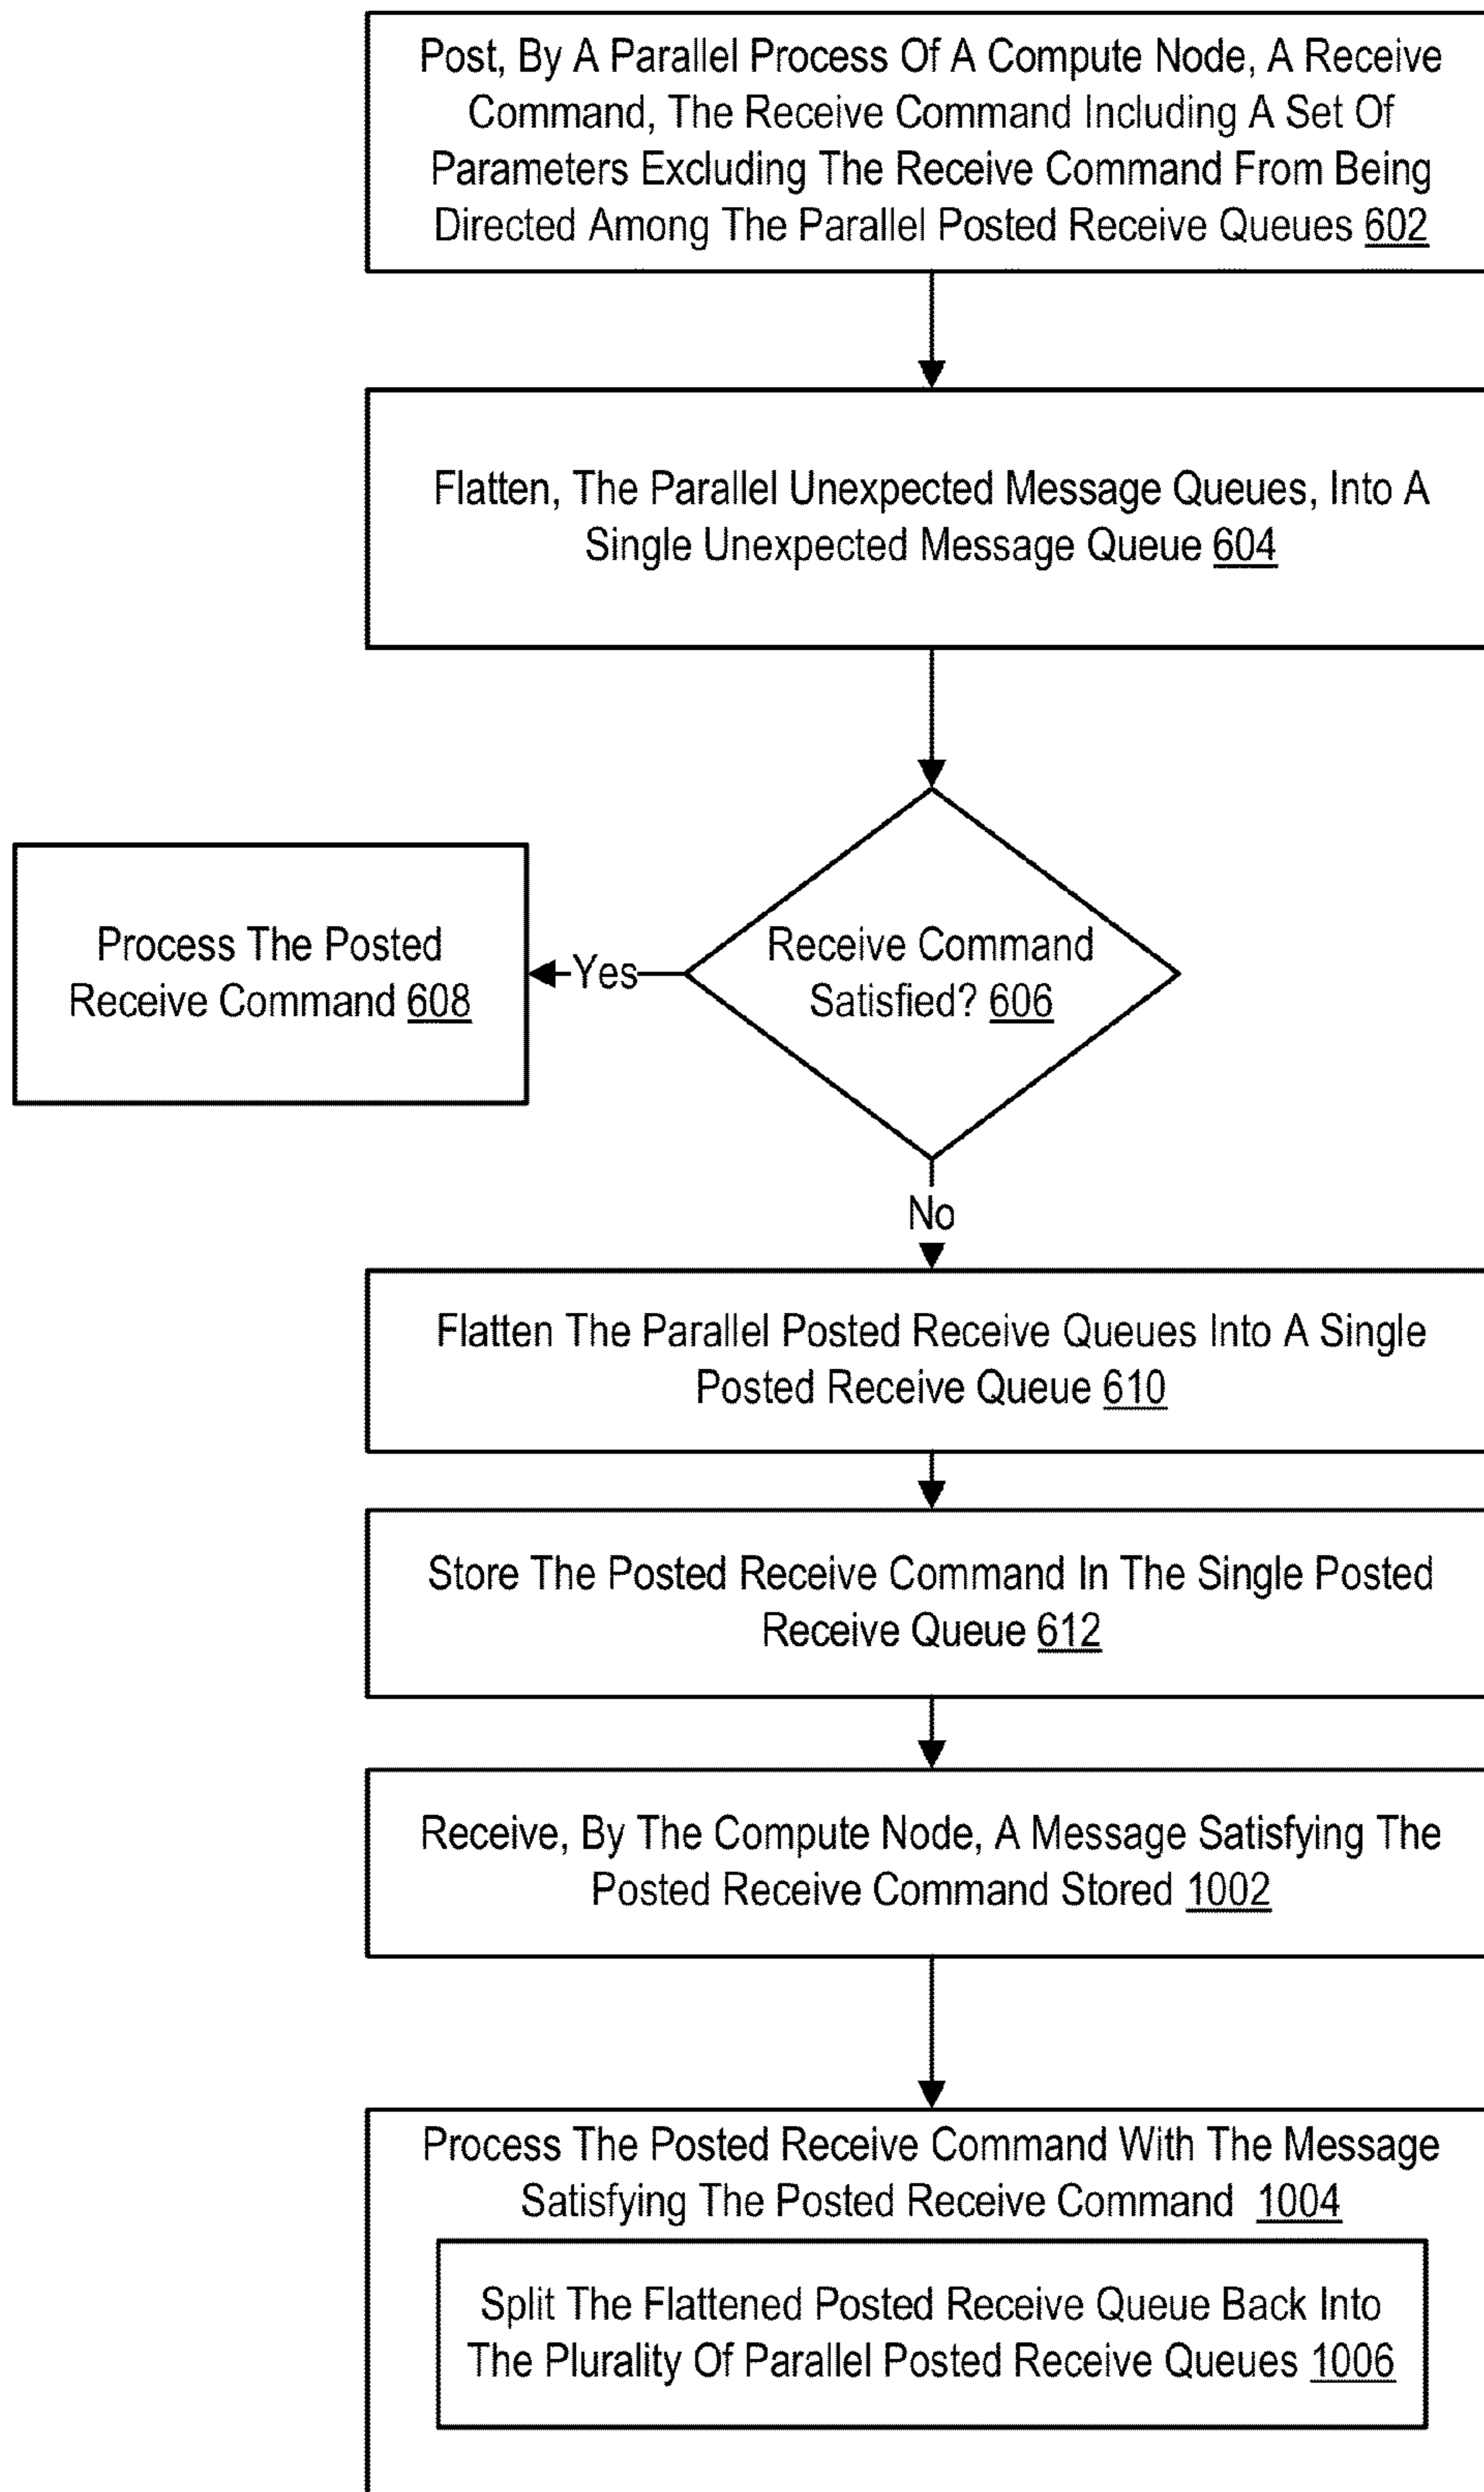 Post, By A Parallel Process Of A Compute Node, A Receive
Command, The Receive Command Including A Set Of
Parameters Excluding The Receive Command From Being
Directed Among The Parallel Posted Receive Queues 602
Flatten, The Parallel Unexpected Message Queues, Into A
Single Unexpected Message Queue 604
Receive Command
Satisfied? 606
Yes
Process The Posted
Receive Command 608
No
Flatten The Parallel Posted Receive Queues Into A Single
Posted Receive Queue 610
Store The Posted Receive Command In The Single Posted
Receive Queue 612
Receive, By The Compute Node, A Message Satisfying The
Posted Receive Command Stored 1002
Process The Posted Receive Command With The Message
Satisfying The Posted Receive Command 1004
Split The Flattened Posted Receive Queue Back Into
The Plurality Of Parallel Posted Receive Queues 1006